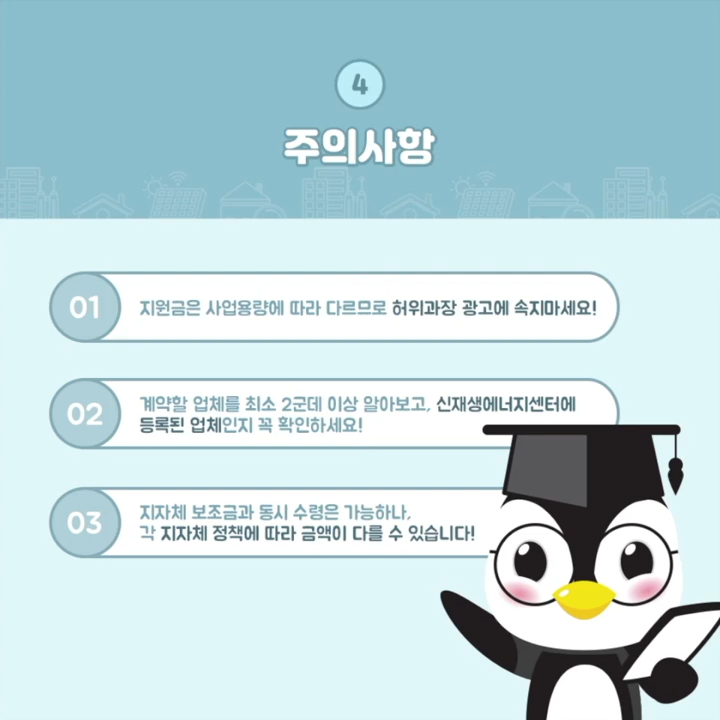 4
주의사항
01
지원금은 사업용량에 따라 다르므로 허위과장 광고에 속지마세요!
02
계약할 업체를 최소 2군데 이상 알아보고, 신재생에너지센터에
등록된 업체인지 꼭 확인하세요!
03
지자체 보조금과 동시 수령은 가능하나,
각 지자체 정책에 따라 금액이 다를 수 있습니다!